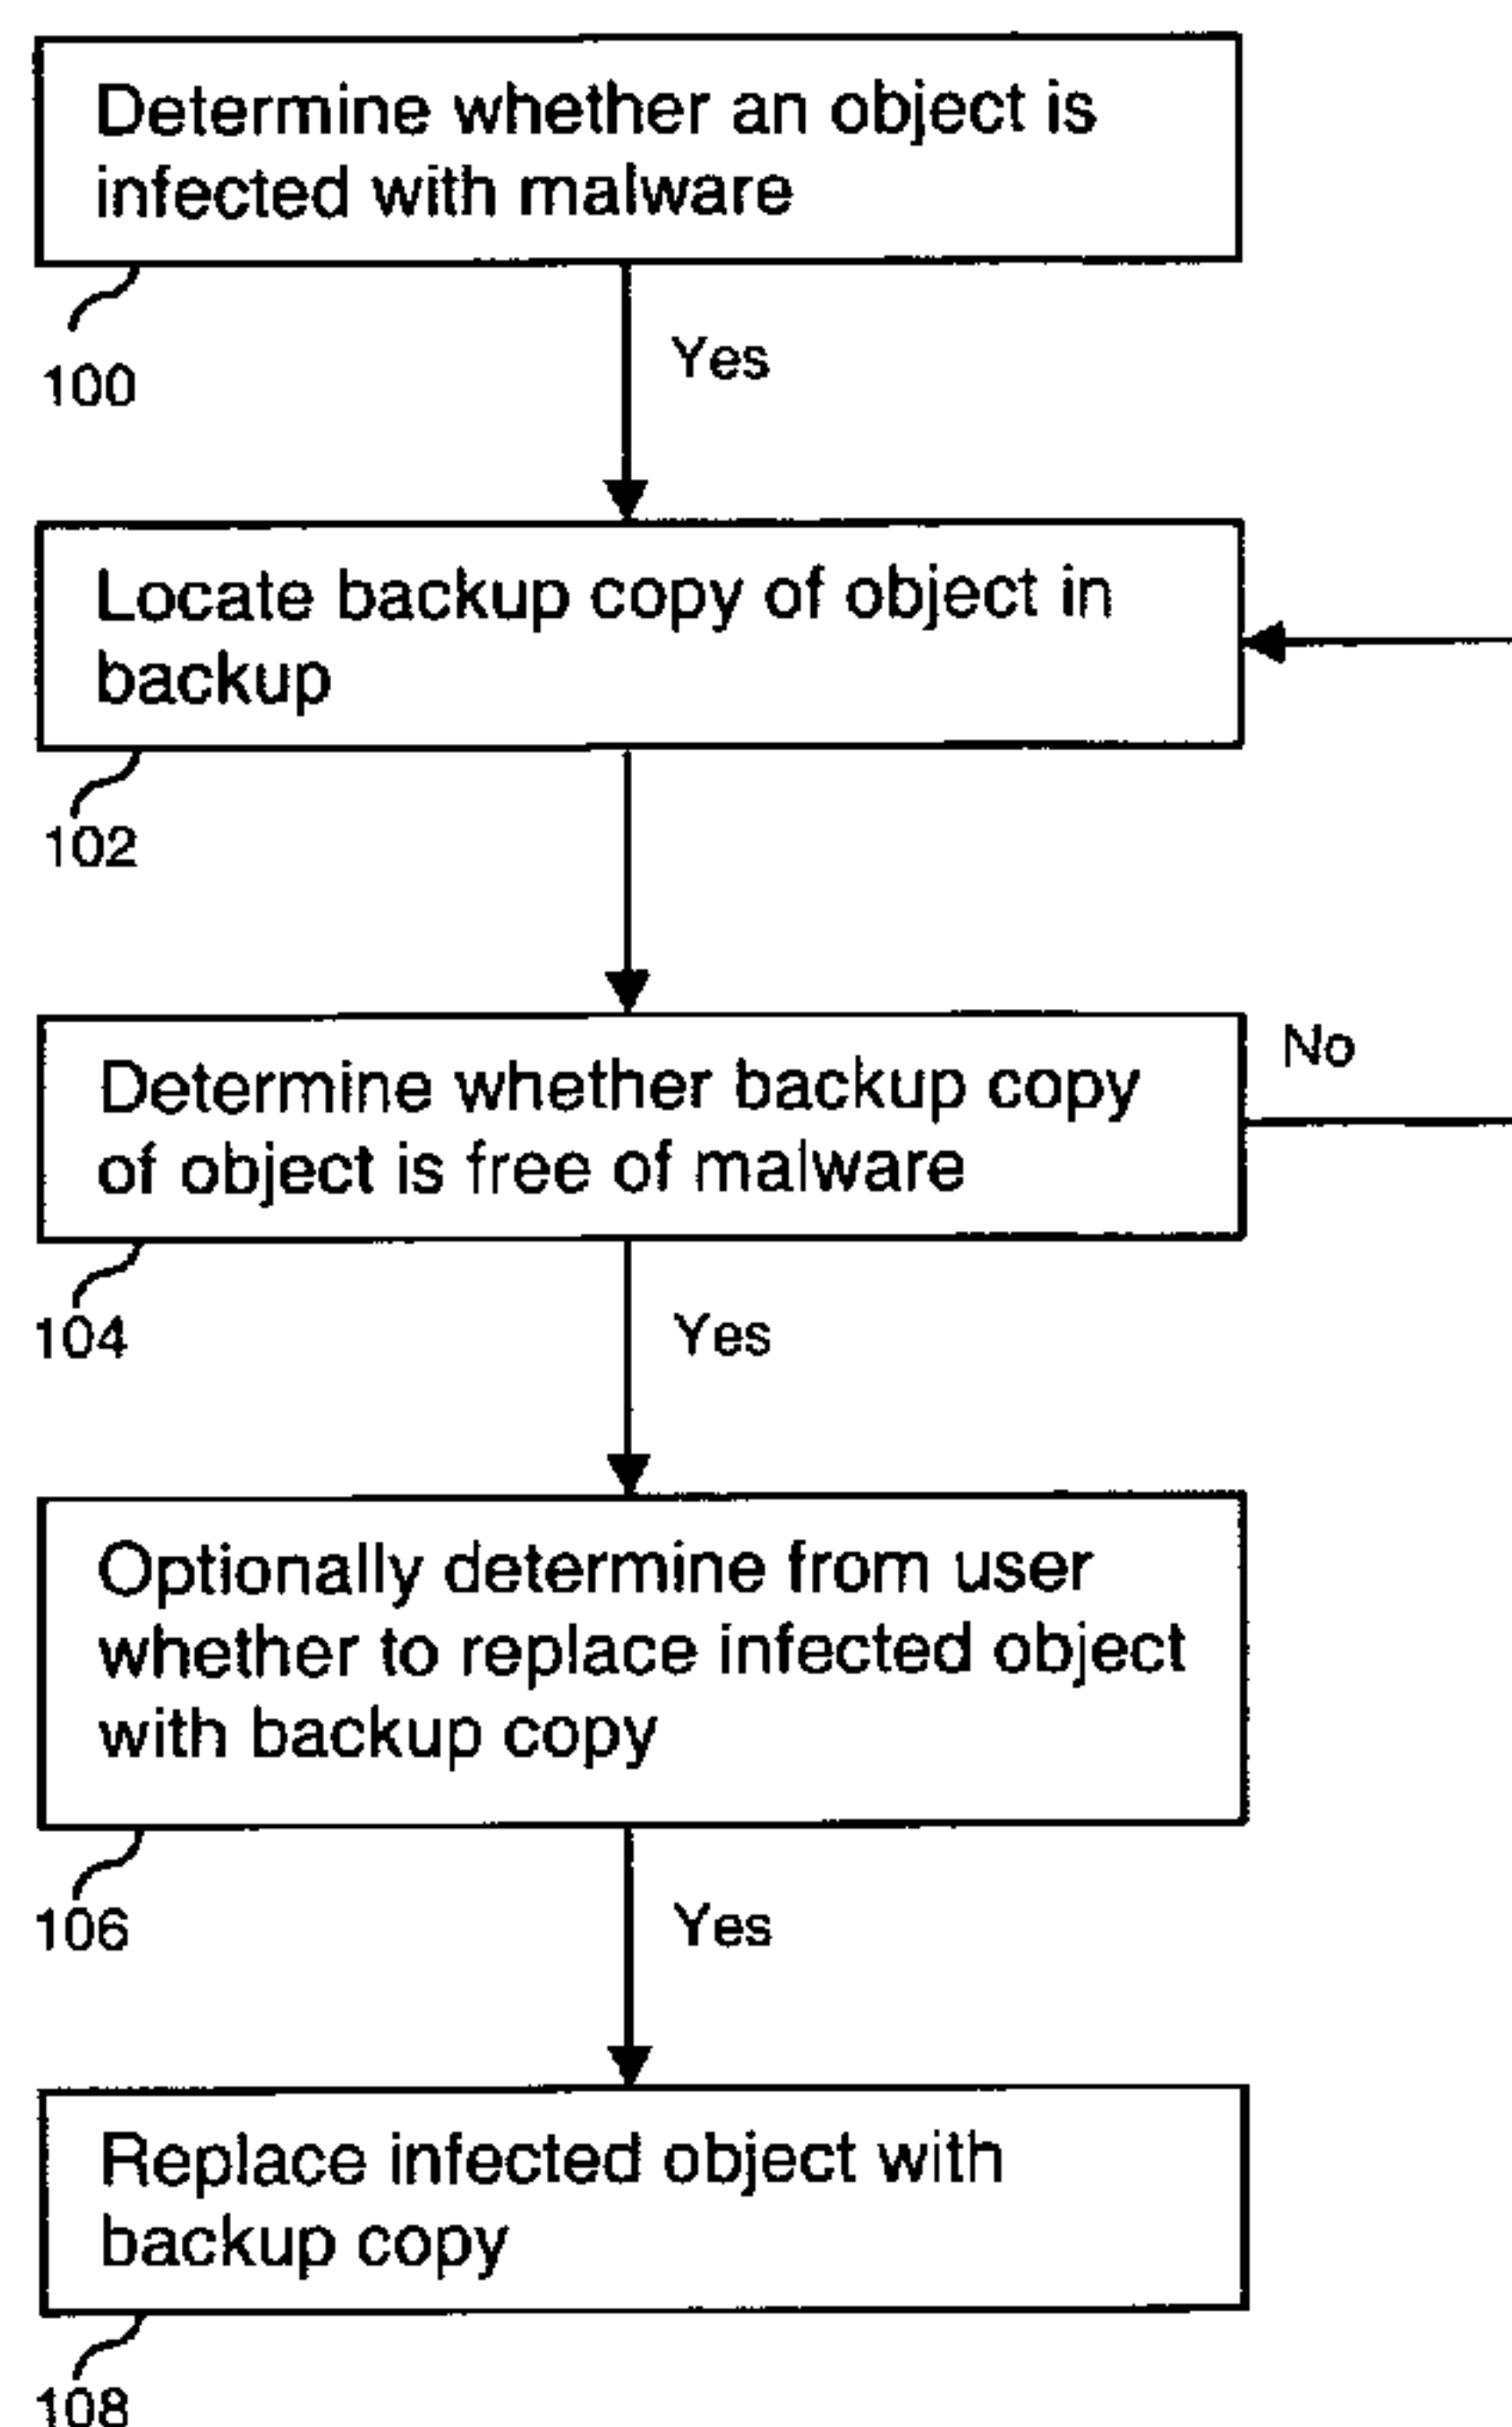 Determine whether an object is
infected with malware
100
Yes
Locate backup copy of object in
backup
102
No
Determine whether backup copy
of object is free of malware
104
Yes
Optionally determine from user
whether to replace infected object
with backup copy
106
Yes
Replace infected object with
backup copy
108